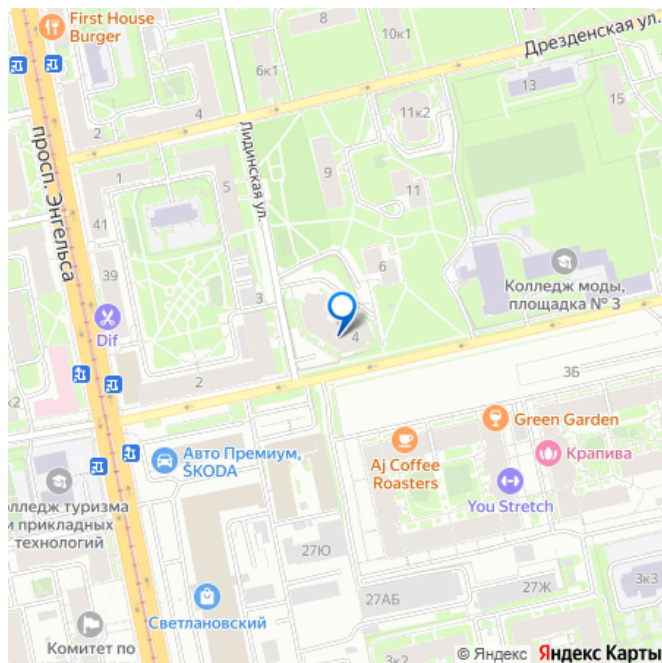 First House
Burger
8
10к1
Дрезденская ул.
6к1
13
15
4
11к2
2
просп. Энгельса
Лидинская ул.
1
5
9
11
41
6
Колледж моды,
площадка № 3
39
3
Dif
4
2
3Б
к2
Green Garden
Авто Премиум,
ŠKODA
Aj Coffee
Roasters
Крапива
You Stretch
олледж туризма
и прикладных
технологий
27Ю
27АБ
27Ж
3к3
Светлановский
Комитет по
3к2
© Яндекс Яндекс Карты